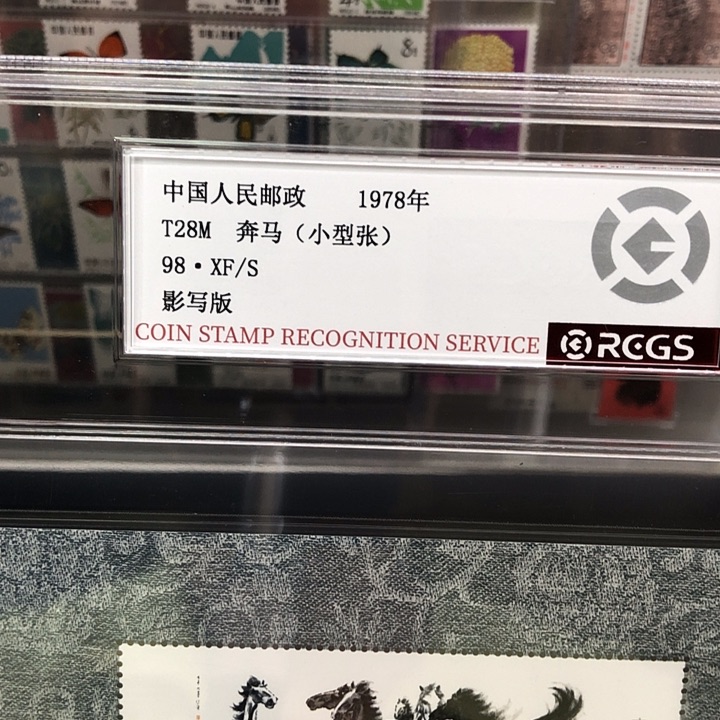 中国人民邮政 1978年
T28M 奔马（小型张）
98·XF/S
影写版
COIN STAMP RECOGNITION SERVICE RCGS